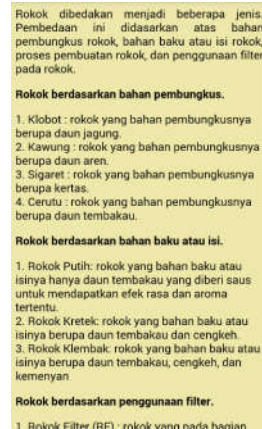 Rokok dibedakan menjadi beberapa jenis.
Pembedaan ini didasarkan atas bahan
pembungkus rokok, bahan baku atau isi rokok,
proses pembuatan rokok, dan penggunaan filter
pada rokok.
Rokok berdasarkan bahan pembungkus.
1. Klobot : rokok yang bahan pembungkusnya
berupa daun jagung.
2. Kawung : rokok yang bahan pembungkusnya
berupa daun aren.
3. Sigaret : rokok yang bahan pembungkusnya
berupa kertas.
4. Cerutu : rokok yang bahan pembungkusnya
berupa daun tembakau.
Rokok berdasarkan bahan baku atau isi.
1. Rokok Putih: rokok yang bahan baku atau
isinya hanya daun tembakau yang diberi saus
untuk mendapatkan efek rasa dan aroma
tertentu.
2. Rokok Kretek: rokok yang bahan baku atau
isinya berupa daun tembakau dan cengkeh.
3. Rokok Klembak: rokok yang bahan baku atau
isinya berupa daun tembakau, cengkeh, dan
kemenyan
Rokok berdasarkan penggunaan filter.
1. Rokok Filter (RF) : rokok yang pada bagian